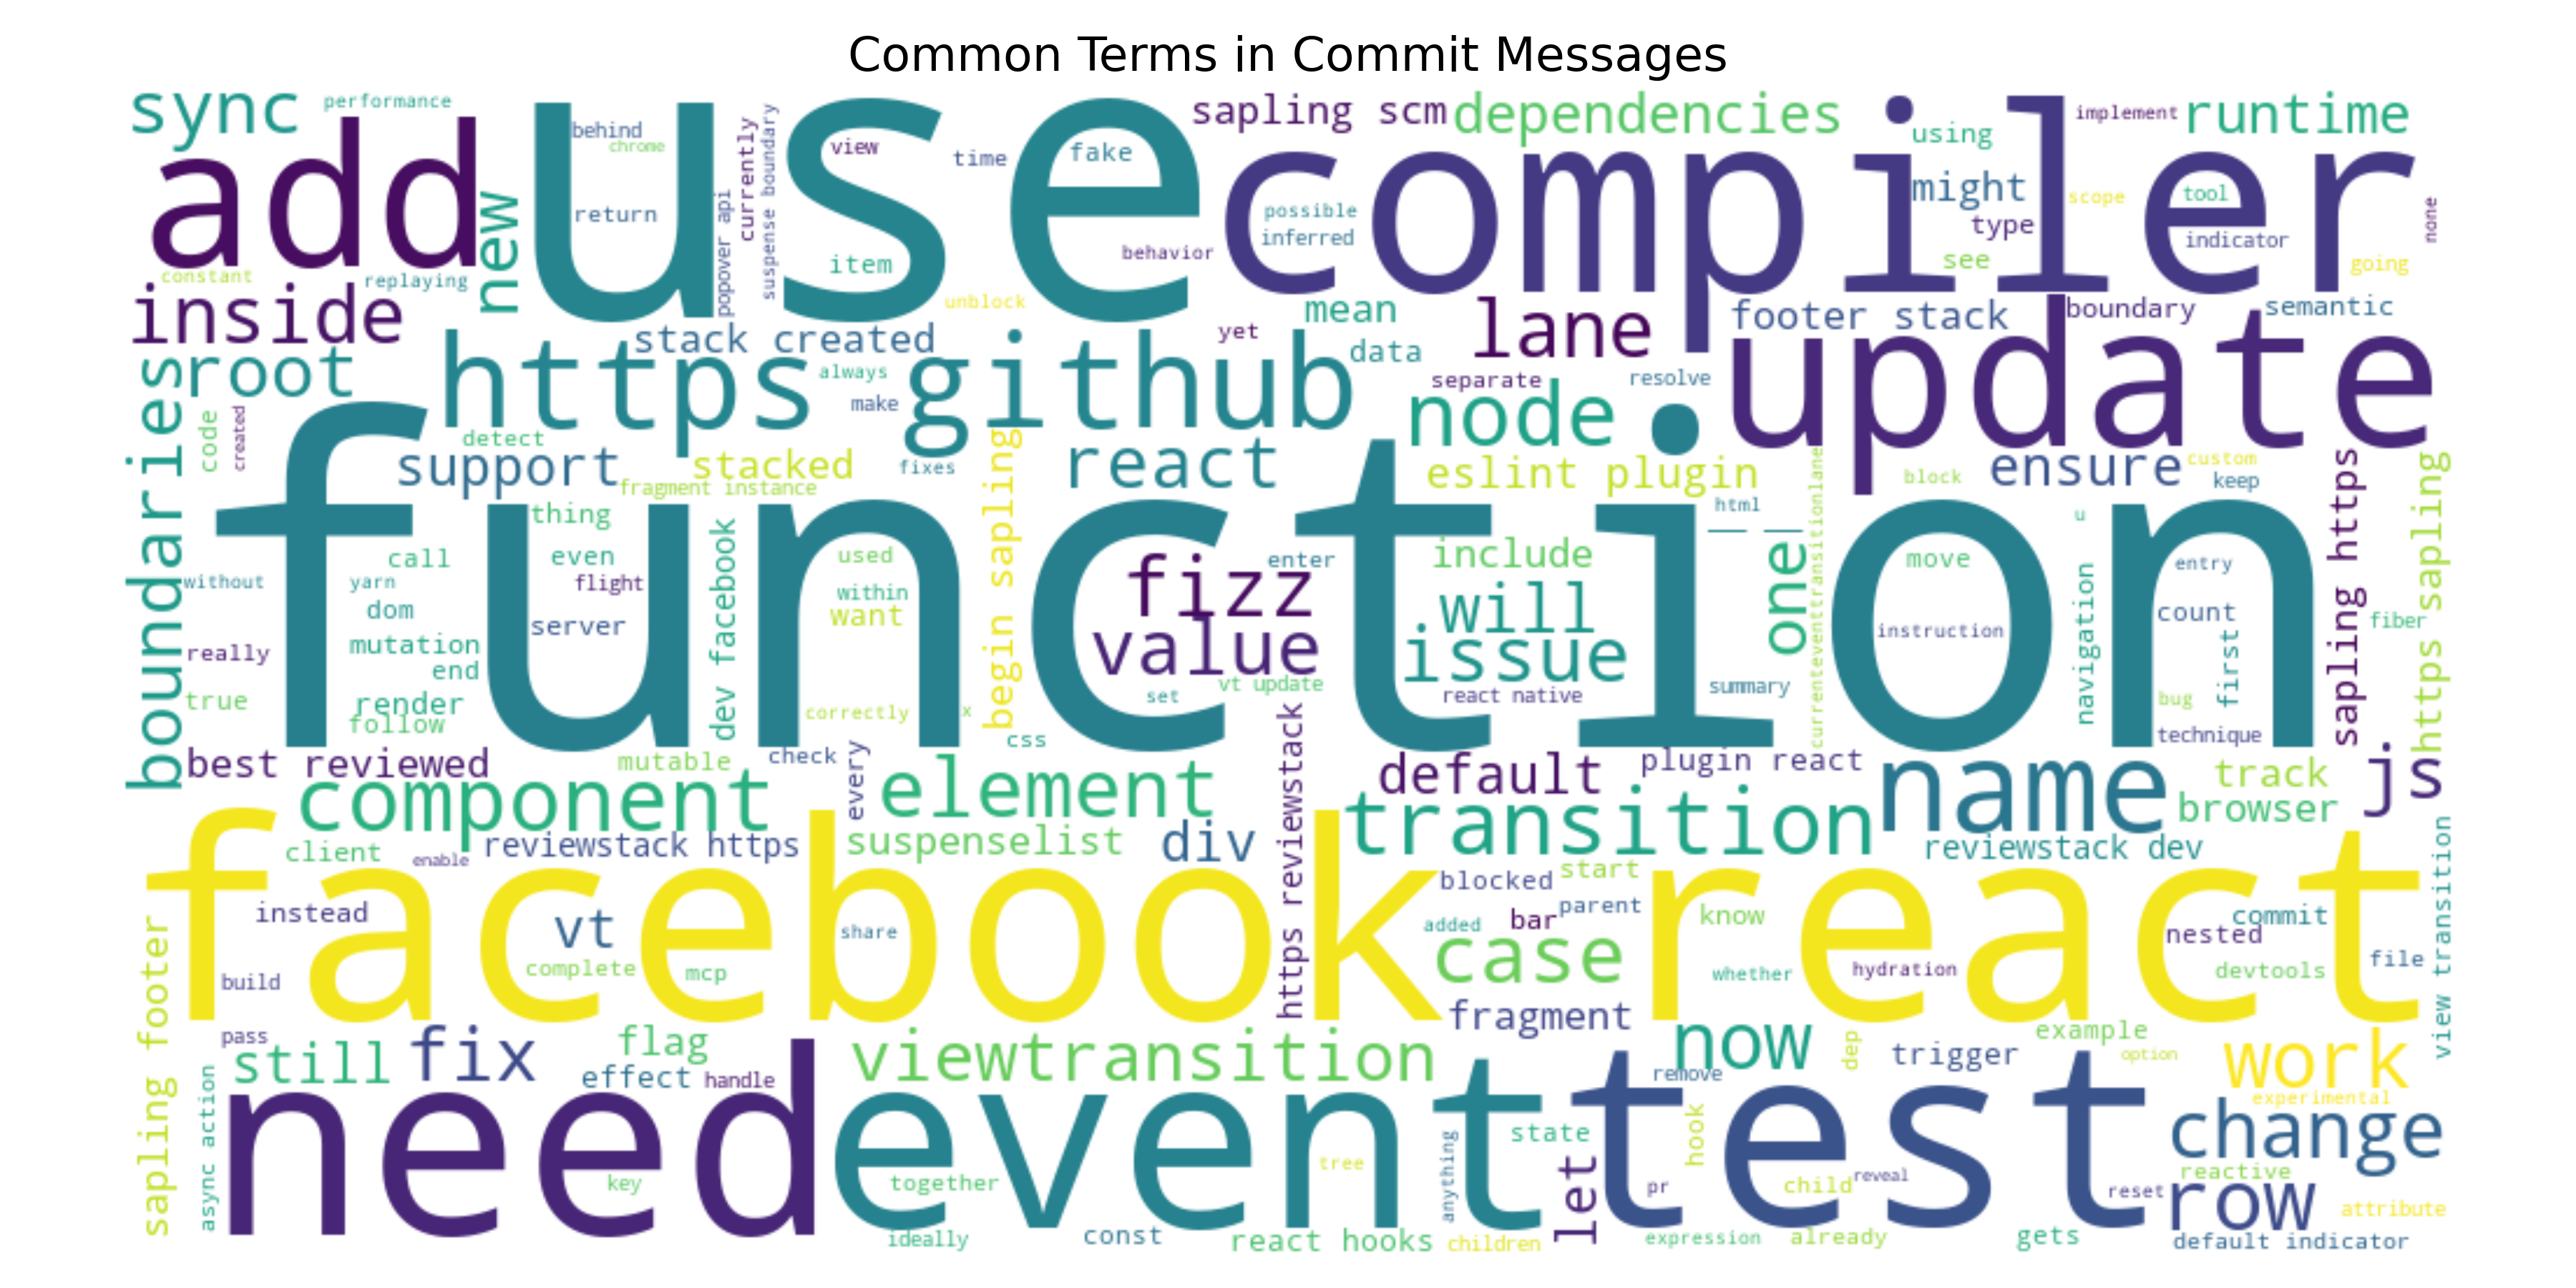 Common Terms in Commit Messages
sync
performance
add
use
behind
chrome
return
currently
suspense boundary
popover api
view
time
fake
item
behavior
unblock
sapling scm
dependencies
compiler
implement
runtime
using
might
type
see
scope
tool
indicator
none
going
possible
inferred
constant
replaying
new
inside
stack created
mean
lane
footer stack
boundary
semantic
yet
data
separate
resolve
boundaries
root
https github
always
make
node
update
code
created
detect
support
stacked
fragment instance
fixes
begin sapling
react
eslint plugin
html
currenteventtransitionlane
block
ensure
custom
keep
sapling https
https sapling
function
thing
call
even
without
yarn
flight
dom
server
mutation
really
end
true
render
follow
dev facebook
used
within
want
correctly
x
fizz
enter
value
vt update
set
include
will
issue
react native
one
summary
move
instruction
u
navigation
entry
count
first
fiber
bug
technique
css
best reviewed
mutable
check
every
component
element
https reviewstack
default
plugin react
name
track
browser
js
client
enable
reviewstack https
suspenselist
div
transition
reviewstack dev
start
blocked
facebook react
instead
vt
share
complete
mcp
build
added
bar
parent
know
case
whether
hydration
commit
nested
devtools
file
view transition
sapling footer
pass
still
fix
flag
effect
handle
viewtransition
fragment
now
remove
dep
trigger
example
option
work
experimental
async action
need
key
event
together
tree
ideally
const
react hooks
children
anything
state
let
test
hook
pr
child
reveal
expression
already
reset
gets
change
reactive
row
attribute
default indicator